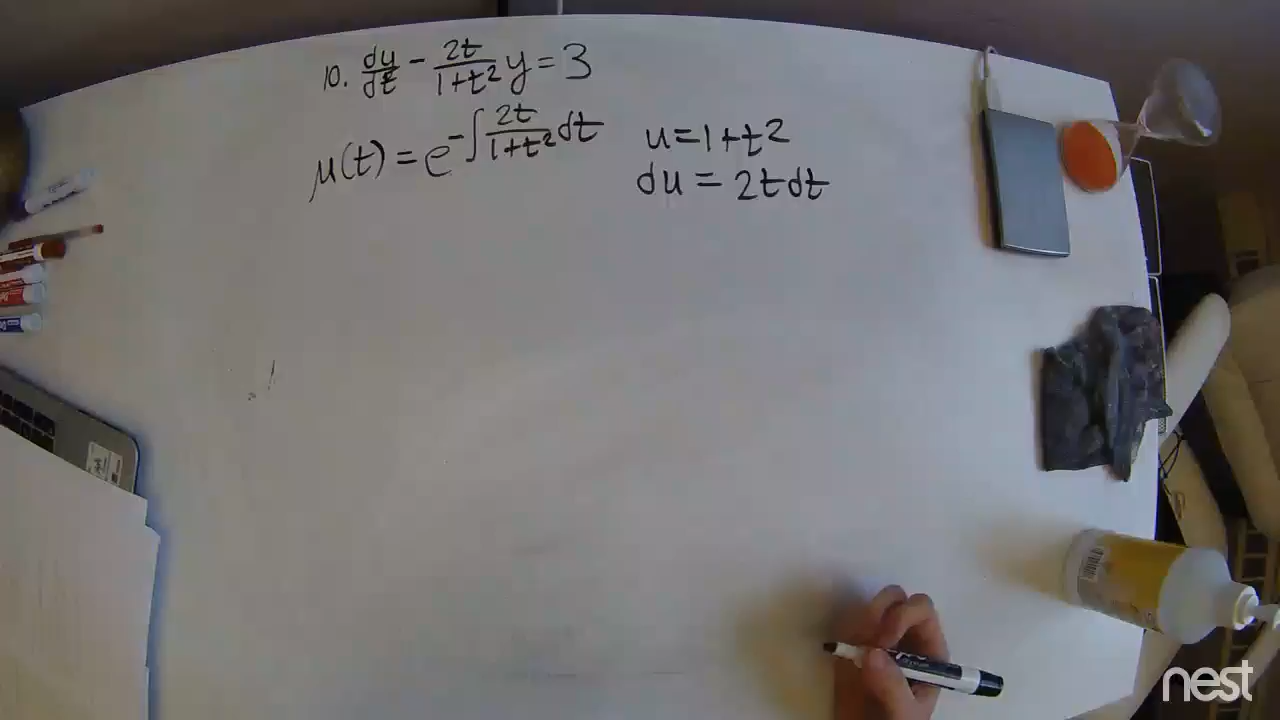 10. dy/dt - 2t/1+t² y = 3
μ(t) = e^-∫ 2t/1+t² dt
u = 1+t²
du = 2t dt
nest